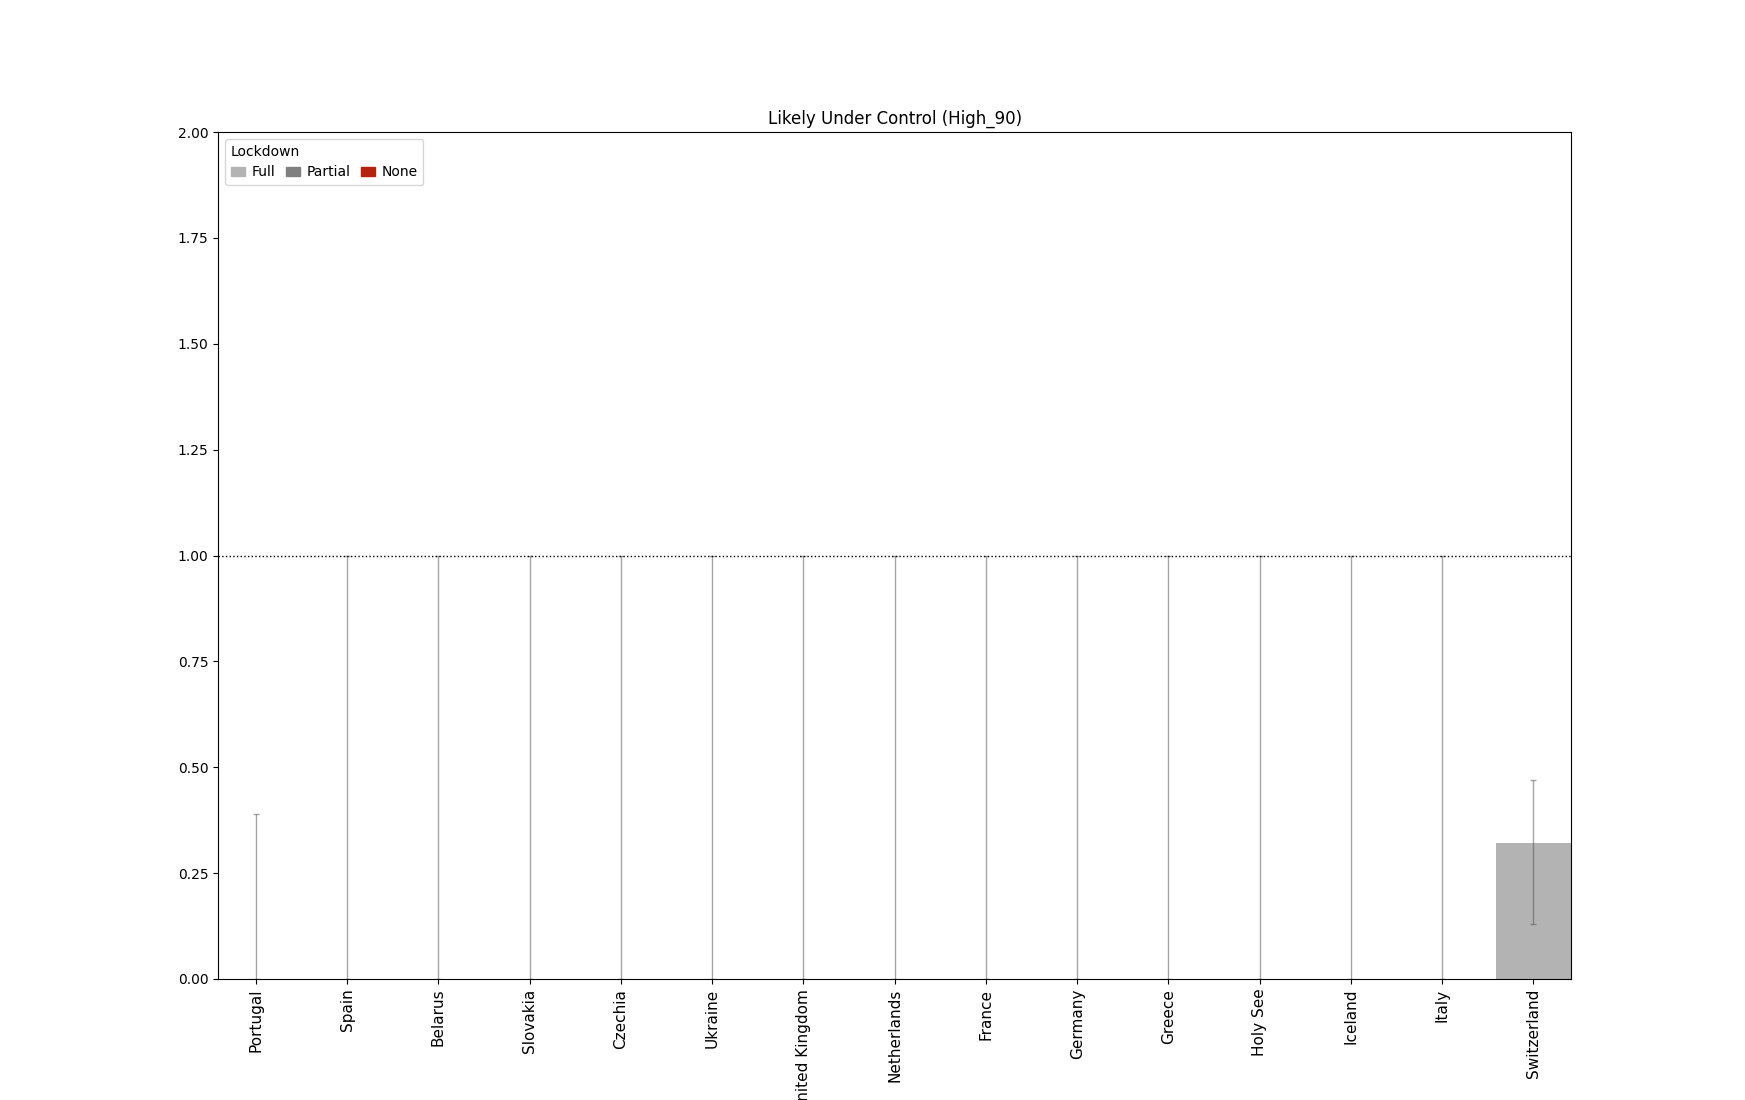 Likely Under Control (High_90)
2.00
Lockdown
Full Partial None
1.75
1.50
1.25
1.00
0.75
0.50
0.25
0.00
Portugal
Spain
Belarus
Slovakia
Czechia
Ukraine
nited Kingdom
Netherlands
France
Germany
Greece
Holy See
Iceland
Italy
Switzerland